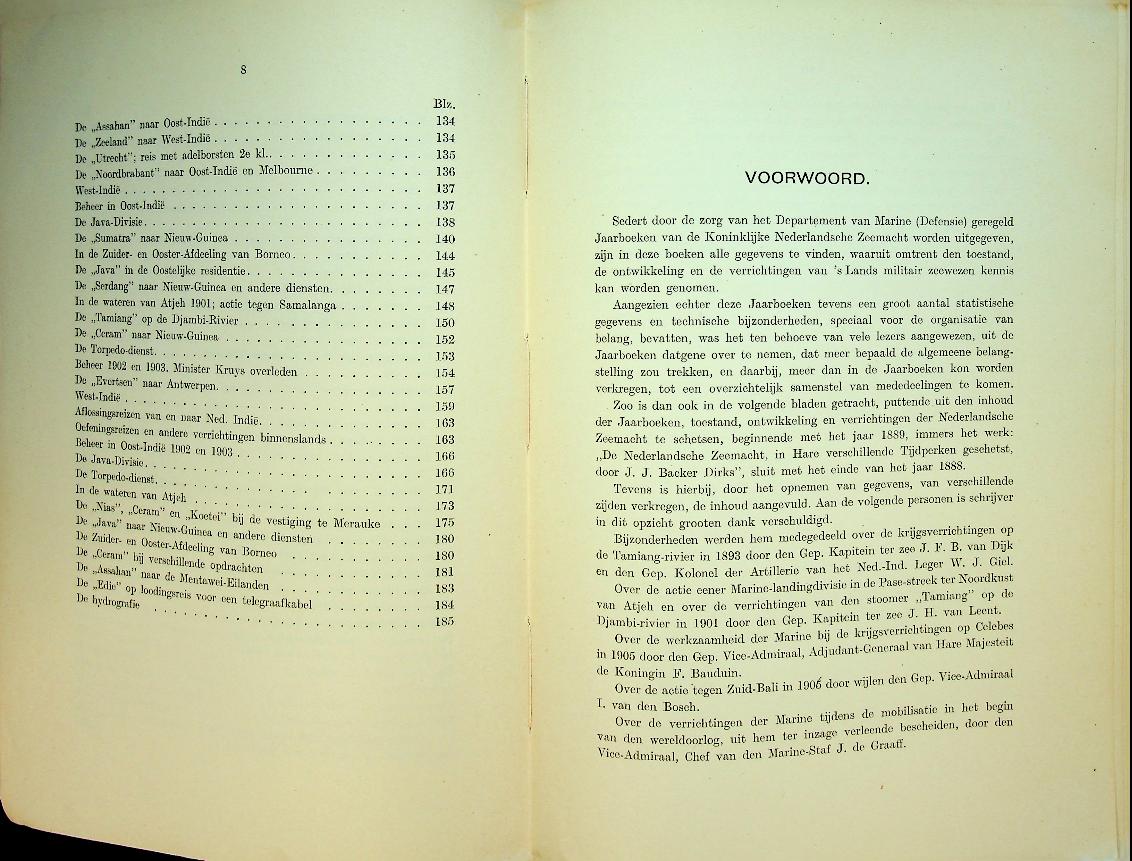 8
Blz.
De „Assahan” naar Oost-Indië . . . . . . . . . . . . . . . . 134
De „Zeeland” naar West-Indië . . . . . . . . . . . . . . . . 134
De „Utrecht”; reis met adelborsten 2e kl.. . . . . . . . . . . . 135
De „Noordbrabant” naar Oost-Indië en Melbourne . . . . . . . . . 136
West-Indië . . . . . . . . . . . . . . . . . . . . . . . 137
Beheer in Oost-Indië . . . . . . . . . . . . . . . . . . . 137
De Java-Divisie. . . . . . . . . . . . . . . . . . . . . . 138
De „Sumatra” naar Nieuw-Guinea . . . . . . . . . . . . . . . 140
In de Zuider- en Ooster-Afdeeling van Borneo. . . . . . . . . . . 144
De „Java” in de Oostelijke residentie. . . . . . . . . . . . . . 145
De „Serdang” naar Nieuw-Guinea en andere diensten. . . . . . . . 147
In de wateren van Atjeh 1901; actie tegen Samalanga . . . . . . . 148
De „Tamiang” op de Djambi-Rivier . . . . . . . . . . . . . . 150
De „Ceram” naar Nieuw-Guinea . . . . . . . . . . . . . . . 152
De Torpedo-dienst. . . . . . . . . . . . . . . . . . . . . 153
Beheer 1902 en 1903. Minister Kruys overleden . . . . . . . . . . 154
De „Evertsen” naar Antwerpen. . . . . . . . . . . . . . . . 157
West-Indië . . . . . . . . . . . . . . . . . . . . . . . 159
Aflossingsreizen van en naar Ned. Indië. . . . . . . . . . . . . 163
Oefeningsreizen en andere verrichtingen binnenslands . . . . . . . . 163
Beheer in Oost-Indië 1902 en 1903 . . . . . . . . . . . . . . 166
De Java-Divisie. . . . . . . . . . . . . . . . . . . . . . 166
De Torpedo-dienst. . . . . . . . . . . . . . . . . . . . . 171
In de wateren van Atjeh . . . . . . . . . . . . . . . . . . 173
De „Nias”, „Ceram” en „Koetei” bij de vestiging te Merauke . . . 175
De „Java” naar Nieuw-Guinea en andere diensten . . . . . . . . . 180
De Zuider- en Ooster-Afdeeling van Borneo . . . . . . . . . . . 180
De „Ceram” bij verschillende opdrachten . . . . . . . . . . . . 181
De „Assahan” naar de Mentawei-Eilanden . . . . . . . . . . . . 183
De „Edie” op loodingsreis voor een telegraafkabel . . . . . . . . 184
De hydrografie . . . . . . . . . . . . . . . . . . . . . . 185
VOORWOORD.
Sedert door de zorg van het Departement van Marine (Defensie) geregeld
Jaarboeken van de Koninklijke Nederlandsche Zeemacht worden uitgegeven,
zijn in deze boeken alle gegevens te vinden, waaruit omtrent den toestand,
de ontwikkeling en de verrichtingen van 's Lands militair zeewezen kennis
kan worden genomen.
Aangezien echter deze Jaarboeken tevens een groot aantal statistische
gegevens en technische bijzonderheden, speciaal voor de organisatie van
belang, bevatten, was het ten behoeve van vele lezers aangewezen, uit de
Jaarboeken datgene over te nemen, dat meer bepaald de algemeene belang-
stelling zou trekken, en daarbij, meer dan in de Jaarboeken kon worden
verkregen, tot een overzichtelijk samenstel van mededeelingen te komen.
Zoo is dan ook in de volgende bladen getracht, puttende uit den inhoud
der Jaarboeken, toestand, ontwikkeling en verrichtingen der Nederlandsche
Zeemacht te schetsen, beginnende met het jaar 1889, immers het werk:
„De Nederlandsche Zeemacht, in Hare verschillende Tijdperken geschetst,
door J. J. Backer Dirks”, sluit met het einde van het jaar 1888.
Tevens is hierbij, door het opnemen van gegevens, van verschillende
zijden verkregen, de inhoud aangevuld. Aan de volgende personen is schrijver
in dit opzicht grooten dank verschuldigd.
Bijzonderheden werden hem medegedeeld over de krijgsverrichtingen op
de Tamiang-rivier in 1893 door den Gep. Kapitein ter zee J. F. B. van Dijk
en den Gep. Kolonel der Artillerie van het Ned.-Ind. Leger W. J. Giel.
Over de actie eener Marine-landingdivisie in de Pase-streek ter Noordkust
van Atjeh en over de verrichtingen van den stoomer „Tamiang” op de
Djambi-rivier in 1901 door den Gep. Kapitein ter zee J. H. van Leent.
Over de werkzaamheid der Marine bij de krijgsverrichtingen op Celebes
in 1905 door den Gep. Vice-Admiraal, Adjudant-Generaal van Hare Majesteit
de Koningin F. Bauduin.
Over de actie tegen Zuid-Bali in 1906 door wijlen den Gep. Vice-Admiraal
I. van den Bosch.
Over de verrichtingen der Marine tijdens de mobilisatie in het begin
van den wereldoorlog, uit hem ter inzage verleende bescheiden, door den
Vice-Admiraal, Chef van den Marine-Staf J. de Graaff.